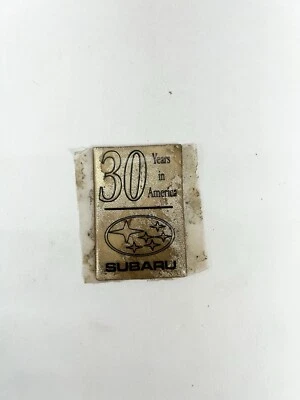 30 Years
in
America
SUBARU